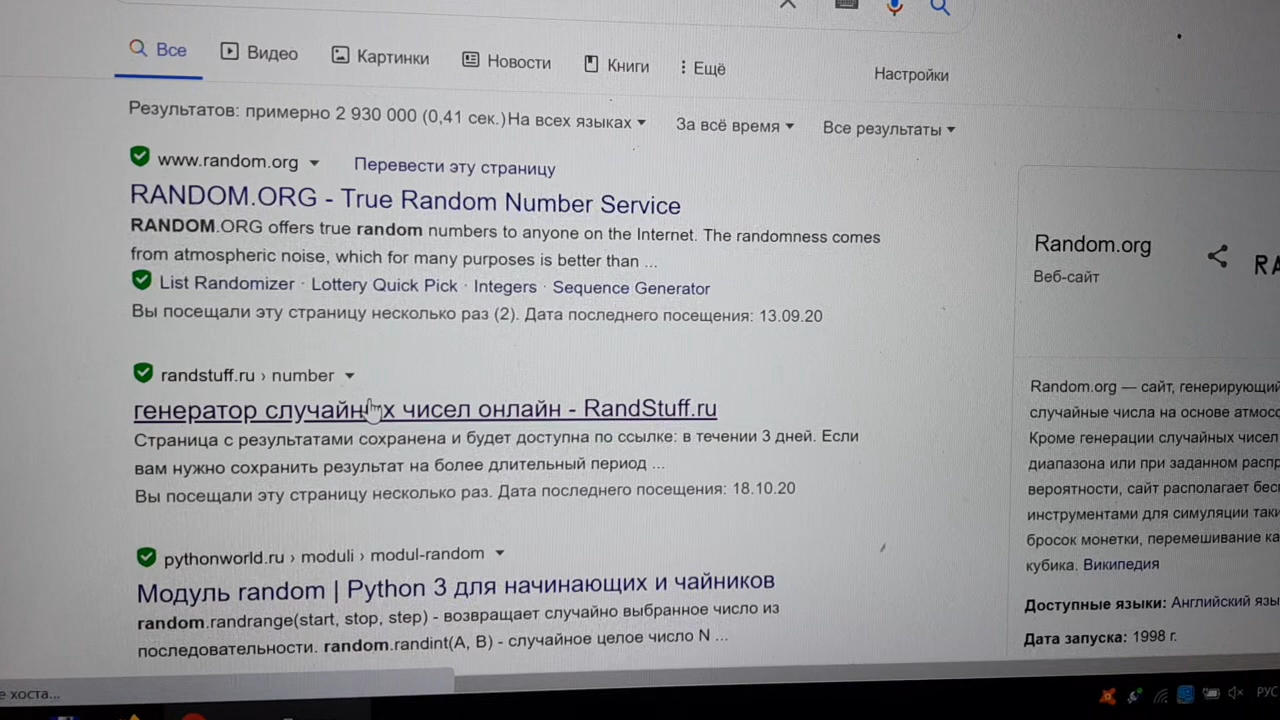 Все Видео Картинки Новости Книги Ещё Настройки
Результатов: примерно 2 930 000 (0,41 сек.) На всех языках За всё время Все результаты
www.random.org Перевести эту страницу
RANDOM.ORG - True Random Number Service
RANDOM.ORG offers true random numbers to anyone on the Internet. The randomness comes
from atmospheric noise, which for many purposes is better than ...
List Randomizer · Lottery Quick Pick · Integers · Sequence Generator
Вы посещали эту страницу несколько раз (2). Дата последнего посещения: 13.09.20
randstuff.ru › number
генератор случайных чисел онлайн - RandStuff.ru
Страница с результатами сохранена и будет доступна по ссылке: в течении 3 дней. Если
вам нужно сохранить результат на более длительный период ...
Вы посещали эту страницу несколько раз. Дата последнего посещения: 18.10.20
pythonworld.ru › moduli › modul-random
Модуль random | Python 3 для начинающих и чайников
random.randrange(start, stop, step) - возвращает случайно выбранное число из
последовательности. random.randint(A, B) - случайное целое число N ...
Random.org
Веб-сайт
RA
Random.org — сайт, генерирующий
случайные числа на основе атмос
Кроме генерации случайных чисел
диапазона или при заданном расп
вероятности, сайт располагает бес
инструментами для симуляции таки
бросок монетки, перемешивание ка
кубика. Википедия
Доступные языки: Английский язы
Дата запуска: 1998 г.
е хоста...
РУС